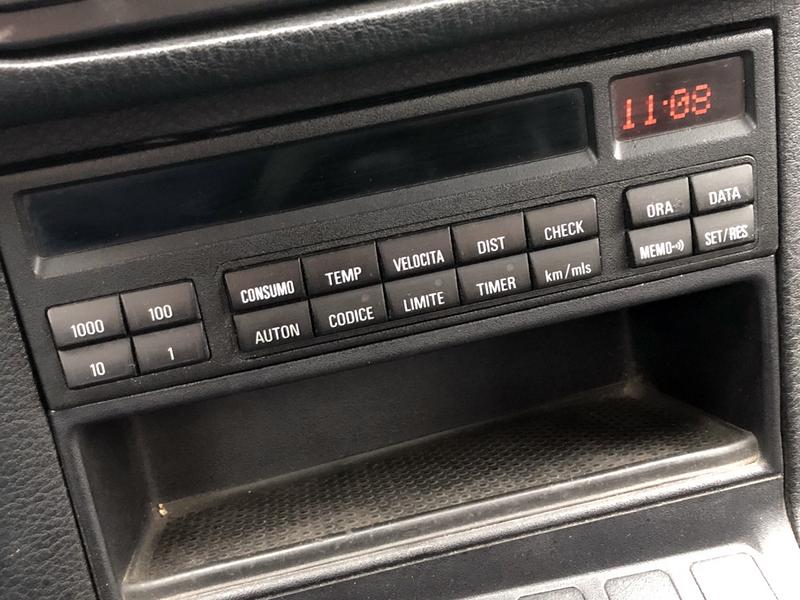 11:08
ORA DATA
MEMO SET/RES
CONSUMO TEMP VELOCITA DIST CHECK
AUTON CODICE LIMITE TIMER km/mls
1000 100
10 1